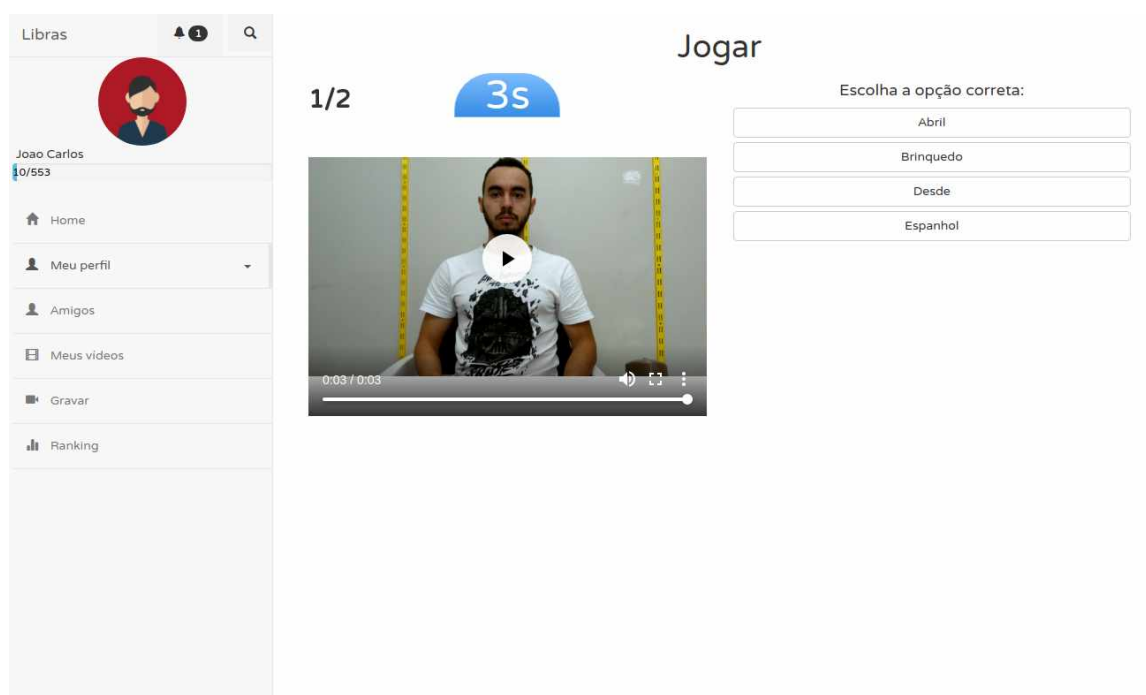 Libras
1
Joao Carlos
10/553
Home
Meu perfil
Amigos
Meus videos
Gravar
Ranking
Jogar
1/2
3s
0:03 / 0:03
Escolha a opção correta:
Abril
Brinquedo
Desde
Espanhol